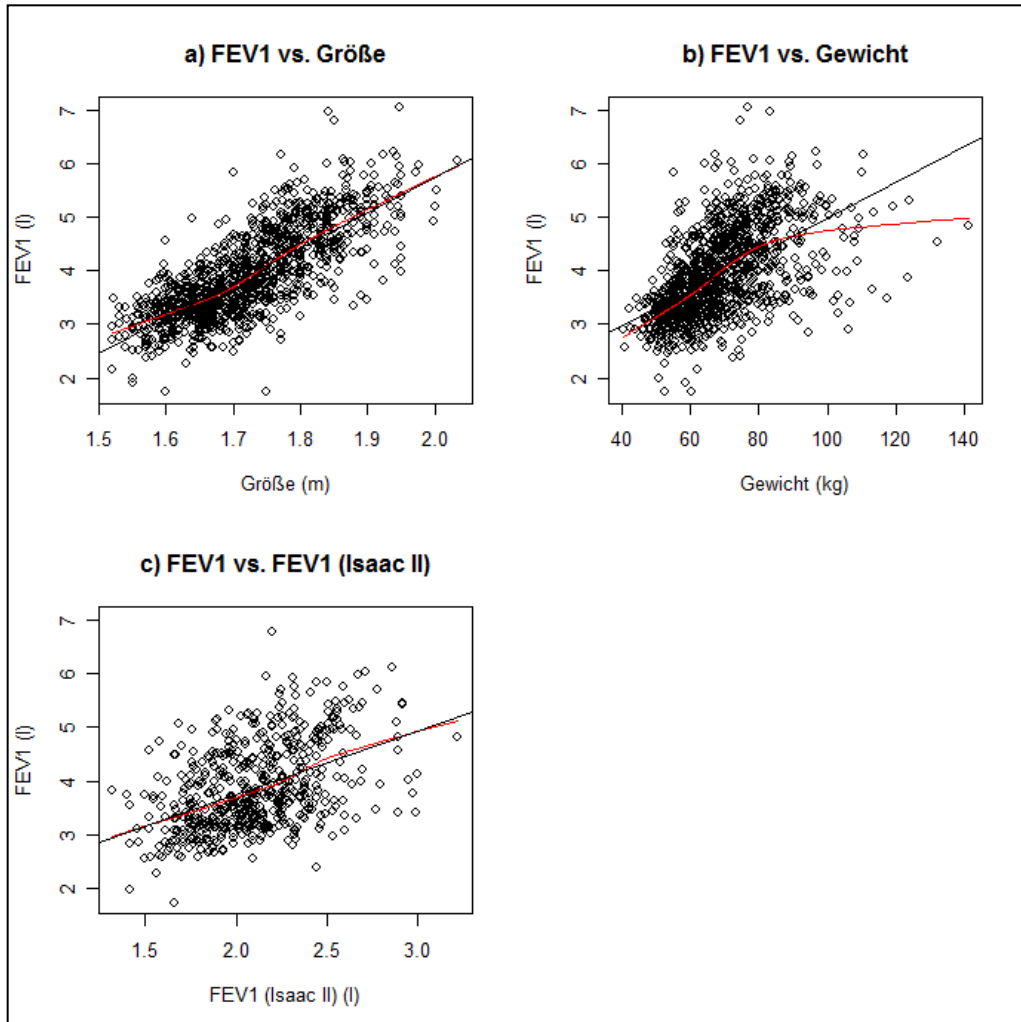 a) FEV1 vs. Größe
FEV1 (l)
7
6
5
4
3
2
1.5 1.6 1.7 1.8 1.9 2.0
Größe (m)
b) FEV1 vs. Gewicht
FEV1 (l)
7
6
5
4
3
2
40 60 80 100 120 140
Gewicht (kg)
c) FEV1 vs. FEV1 (Isaac II)
FEV1 (l)
7
6
5
4
3
2
1.5 2.0 2.5 3.0
FEV1 (Isaac II) (l)